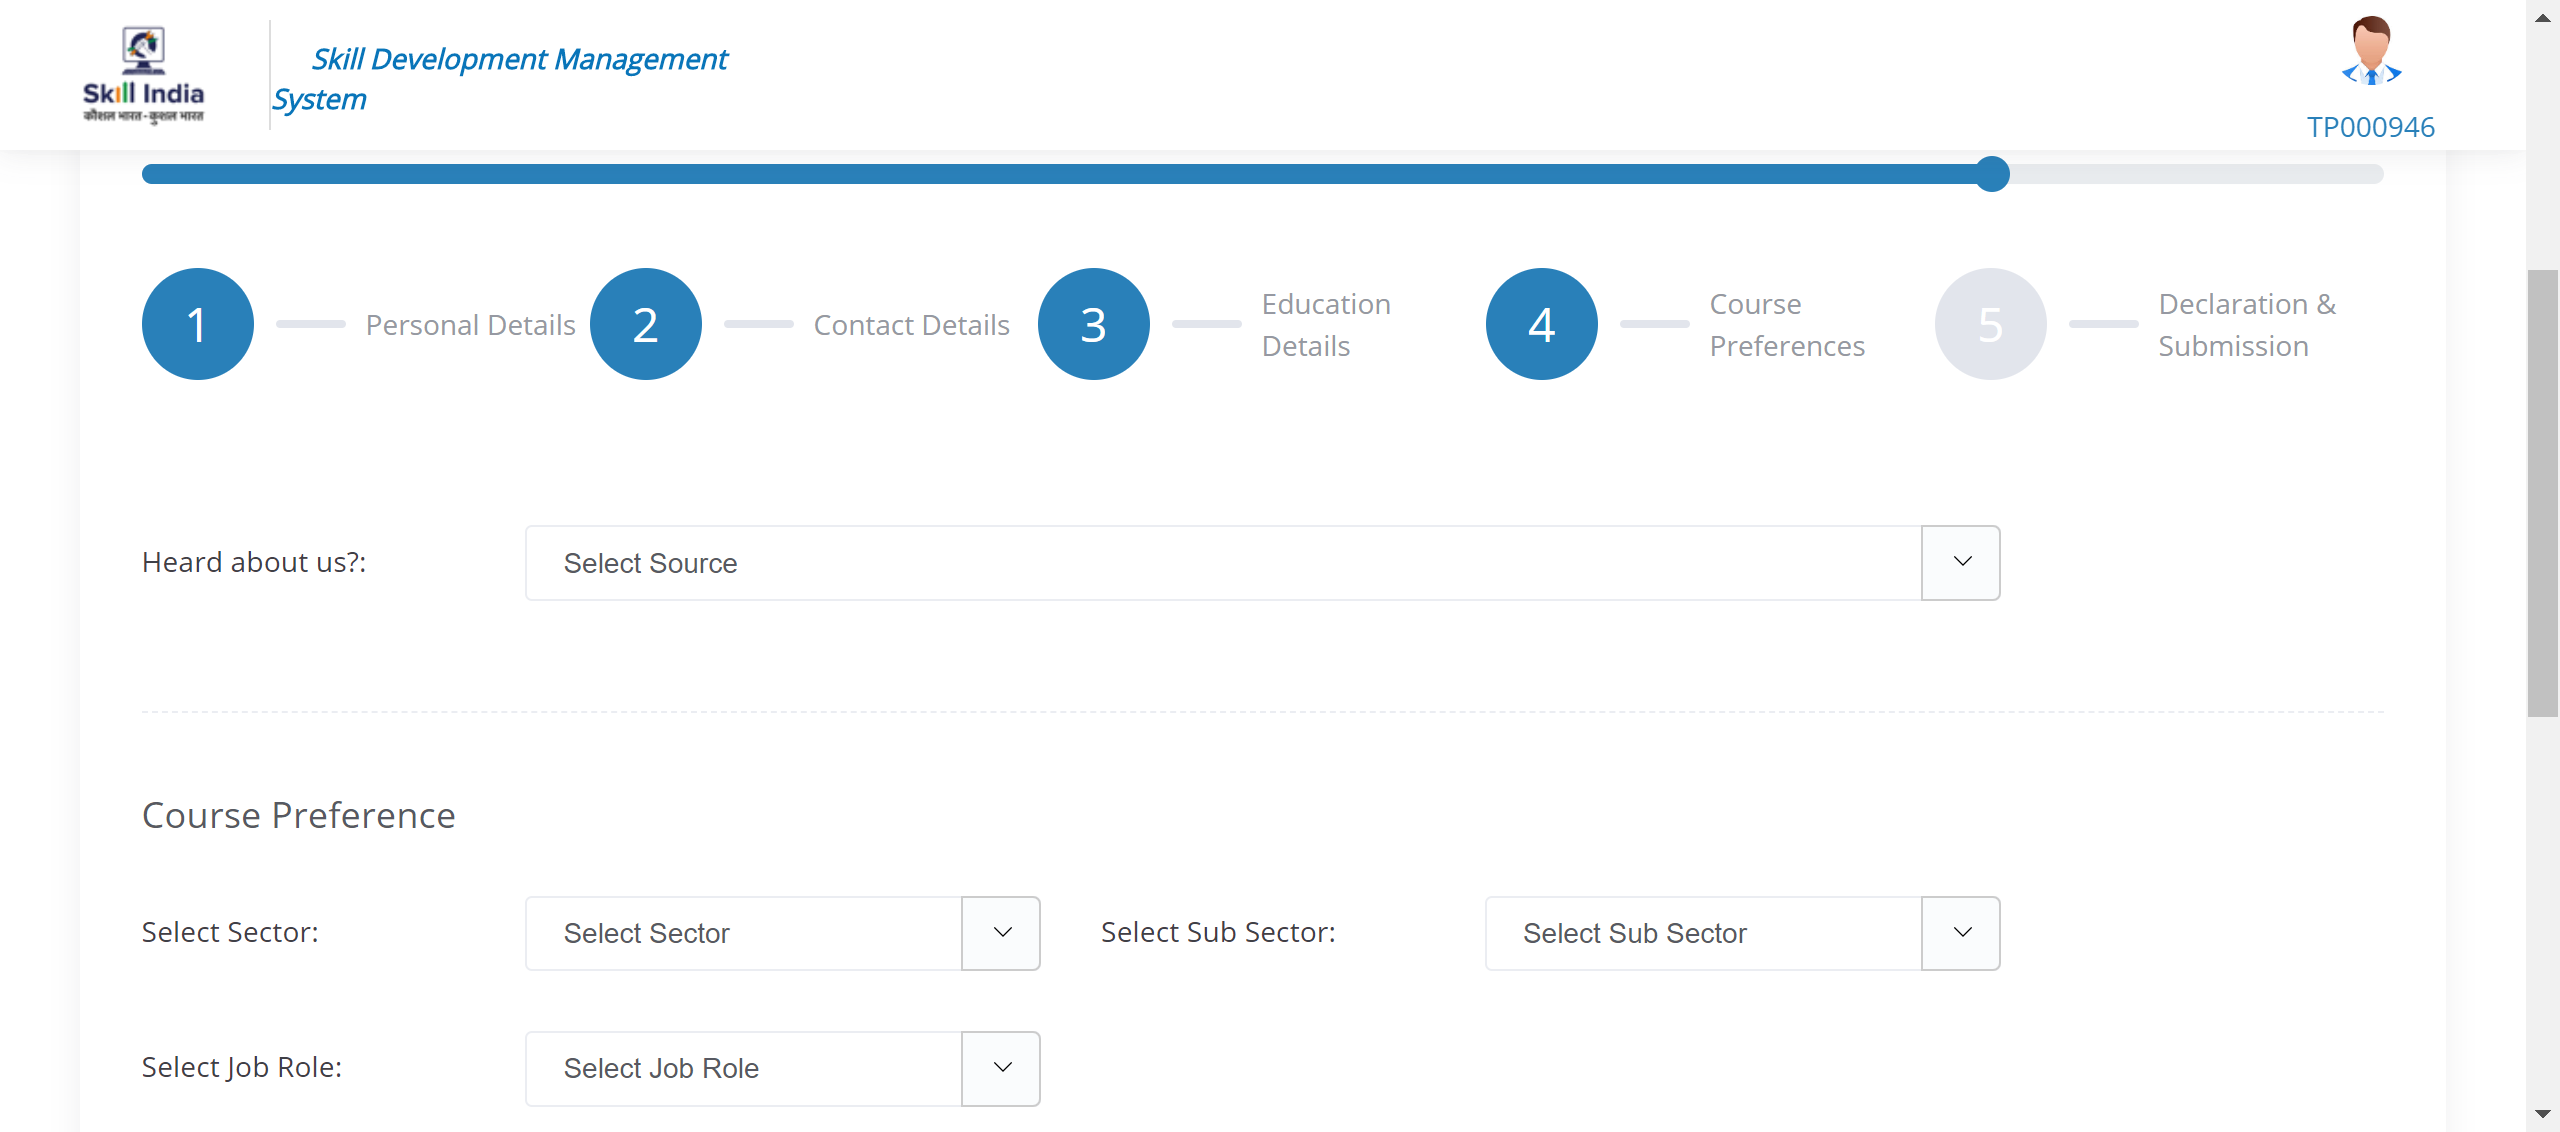 Skill India
कौशल भारत - कुशल भारत
Skill Development Management
System
TP000946
1
Personal Details
2
Contact Details
3
Education
Details
4
Course
Preferences
5
Declaration &
Submission
Heard about us?:
Select Source
Course Preference
Select Sector:
Select Sector
Select Sub Sector:
Select Sub Sector
Select Job Role:
Select Job Role